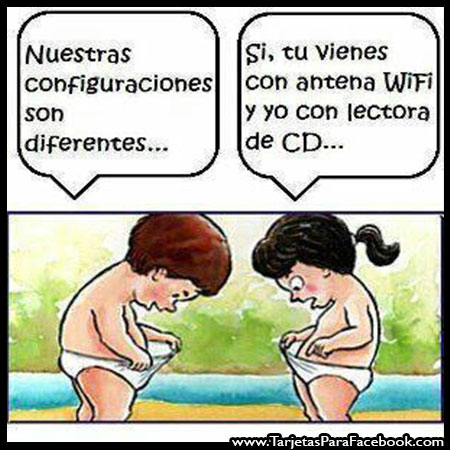 Nuestras
configuraciones
son
diferentes...
Si, tu vienes
con antena WiFi
y yo con lectora
de CD...
www.TarjetasParaFacebook.com